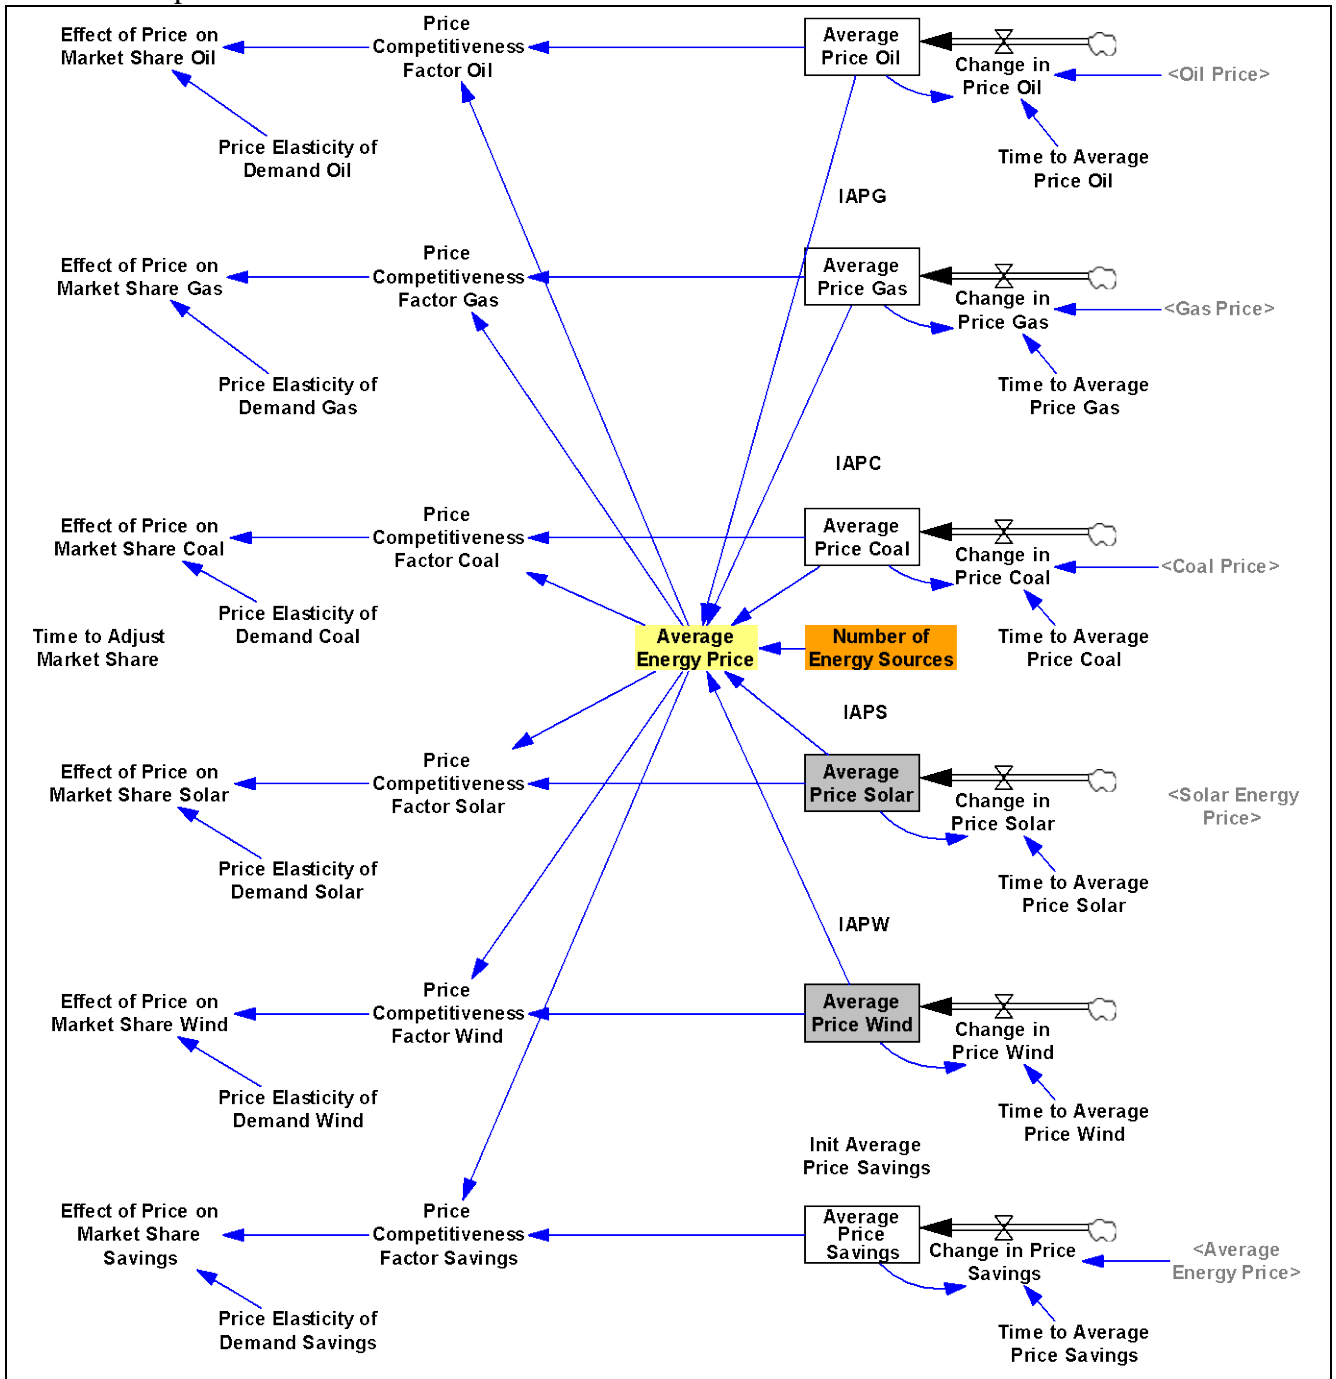 Effect of Price on
Market Share Oil
Price
Competitiveness
Factor Oil
Average
Price Oil
Change in
Price Oil
<Oil Price>
Price Elasticity of
Demand Oil
Time to Average
Price Oil
IAPG
Effect of Price on
Market Share Gas
Price
Competitiveness
Factor Gas
Average
Price Gas
Change in
Price Gas
<Gas Price>
Price Elasticity of
Demand Gas
Time to Average
Price Gas
IAPC
Effect of Price on
Market Share Coal
Price
Competitiveness
Factor Coal
Average
Price Coal
Change in
Price Coal
<Coal Price>
Price Elasticity of
Demand Coal
Time to Adjust
Market Share
Average
Energy Price
Number of
Energy Sources
Time to Average
Price Coal
IAPS
Effect of Price on
Market Share Solar
Price
Competitiveness
Factor Solar
Average
Price Solar
Change in
Price Solar
<Solar Energy
Price>
Price Elasticity of
Demand Solar
Time to Average
Price Solar
IAPW
Effect of Price on
Market Share Wind
Price
Competitiveness
Factor Wind
Average
Price Wind
Change in
Price Wind
Price Elasticity of
Demand Wind
Time to Average
Price Wind
Init Average
Price Savings
Effect of Price on
Market Share
Savings
Price
Competitiveness
Factor Savings
Average
Price
Savings
Change in Price
Savings
<Average
Energy Price>
Price Elasticity of
Demand Savings
Time to Average
Price Savings